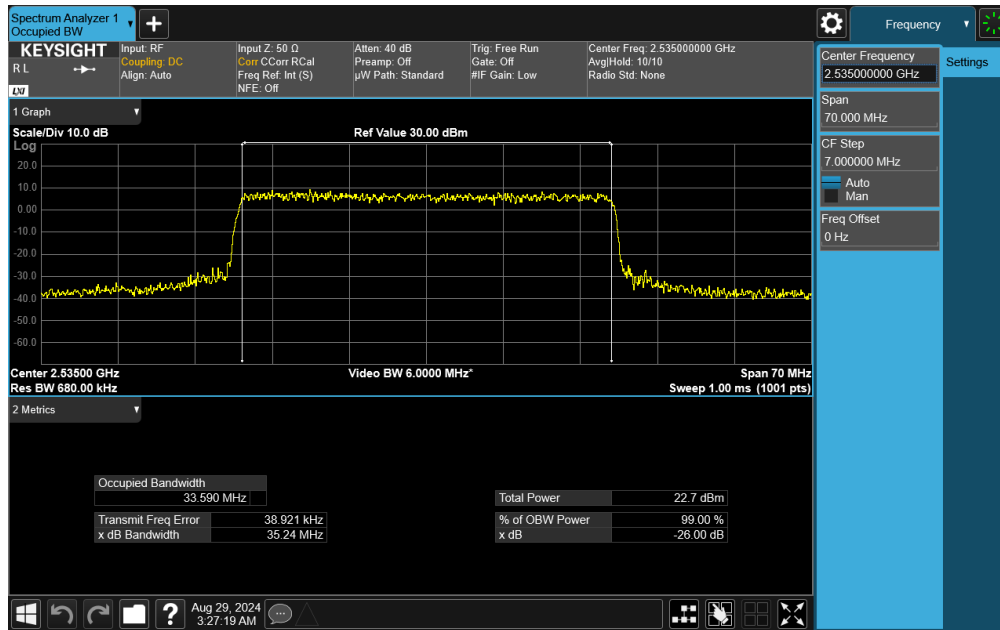 Spectrum Analyzer 1
Occupied BW
Frequency
KEYSIGHT
R L
LXI
Input: RF
Coupling: DC
Align: Auto
Input Z: 50 Ω
Corr CCorr RCal
Freq Ref: Int (S)
NFE: Off
Atten: 40 dB
Preamp: Off
µW Path: Standard
Trig: Free Run
Gate: Off
#IF Gain: Low
Center Freq: 2.535000000 GHz
Avg|Hold: 10/10
Radio Std: None
Center Frequency
2.535000000 GHz
Settings
Span
70.000 MHz
CF Step
7.000000 MHz
Auto
Man
Freq Offset
0 Hz
1 Graph
Scale/Div 10.0 dB
Ref Value 30.00 dBm
Log
20.0
10.0
0.00
-10.0
-20.0
-30.0
-40.0
-50.0
-60.0
Center 2.53500 GHz
Video BW 6.0000 MHz*
Span 70 MHz
Res BW 680.00 kHz
Sweep 1.00 ms (1001 pts)
2 Metrics
Occupied Bandwidth
33.590 MHz
Total Power 22.7 dBm
Transmit Freq Error 38.921 kHz
% of OBW Power 99.00 %
x dB Bandwidth 35.24 MHz
x dB -26.00 dB
Aug 29, 2024
3:27:19 AM